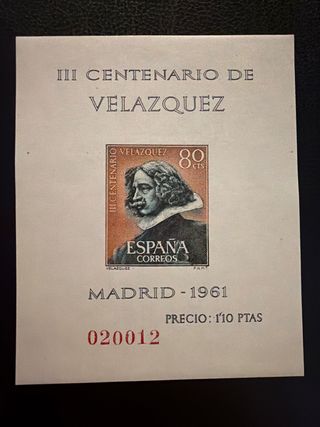 III CENTENARIO DE
VELAZQUEZ
III CENTENARIO VELAZQUEZ
80
cts
ESPAÑA
CORREOS
VELAZQUEZ F.N.M.T.
MADRID - 1961
PRECIO: 1'10 PTAS
020012